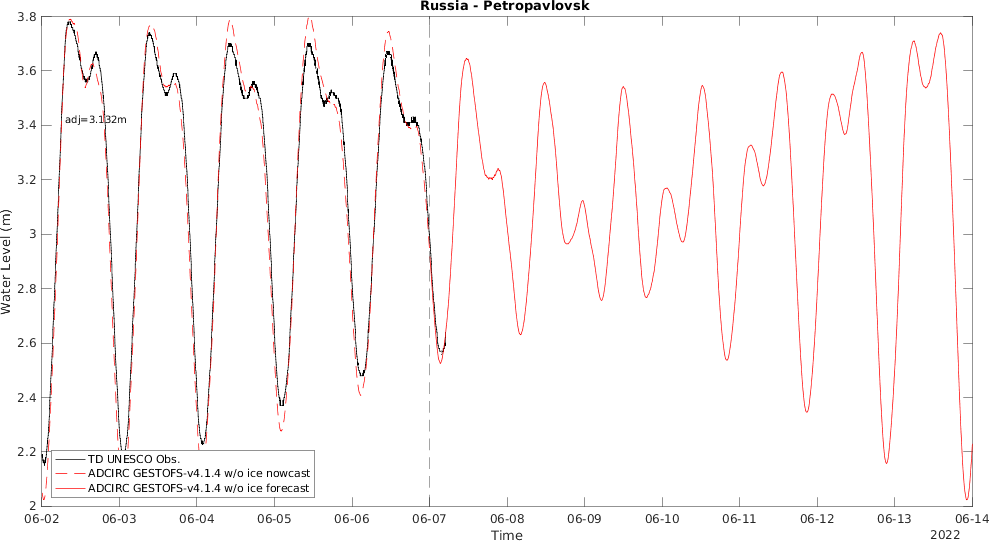 Russia - Petropavlovsk
3.8
3.6
3.4
3.2
3
2.8
2.6
2.4
2.2
2
Water Level (m)
adj=3.132m
TD UNESCO Obs.
ADCIRC GESTOFS-v4.1.4 w/o ice nowcast
ADCIRC GESTOFS-v4.1.4 w/o ice forecast
06-02 06-03 06-04 06-05 06-06 06-07 06-08 06-09 06-10 06-11 06-12 06-13 06-14
Time
2022